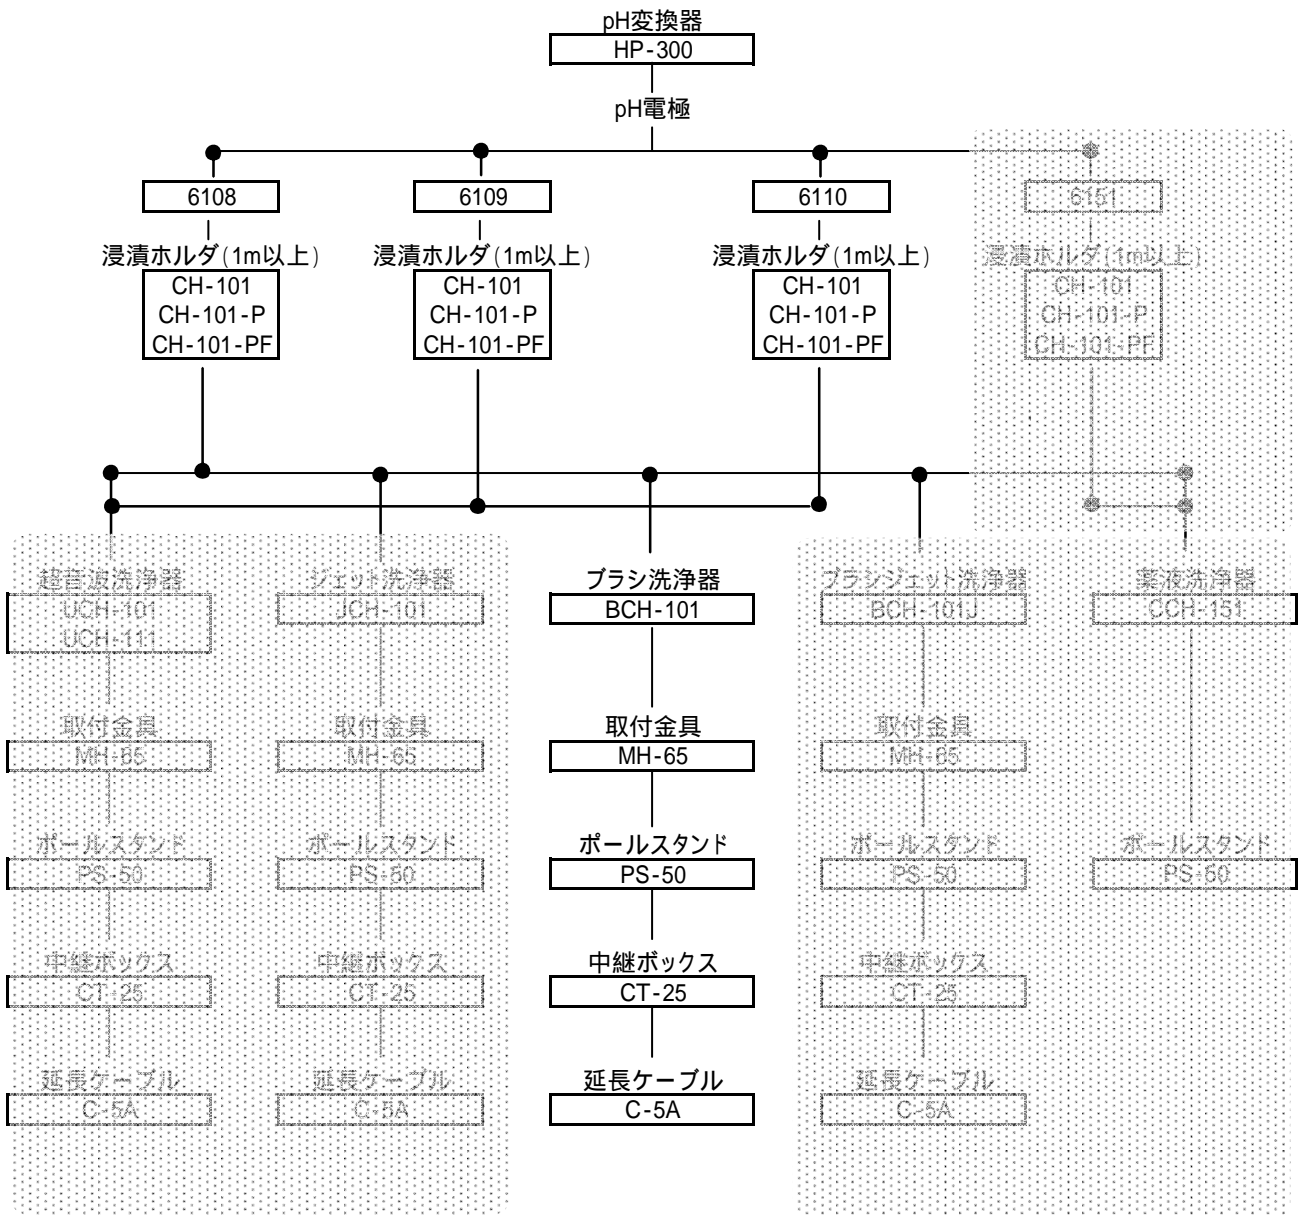 pH変換器
HP-300
pH電極
6108
6109
6110
6151
浸漬ホルダ(1m以上)
浸漬ホルダ(1m以上)
浸漬ホルダ(1m以上)
浸漬ホルダ(1m以上)
CH-101
CH-101-P
CH-101-PF
CH-101
CH-101-P
CH-101-PF
CH-101
CH-101-P
CH-101-PF
CH-101
CH-101-P
CH-101-PF
超音波洗浄器
UCH-101
UCH-111
ジェット洗浄器
JCH-101
ブラシ洗浄器
BCH-101
ブラシジェット洗浄器
BCH-101J
薬液洗浄器
CCH-151
取付金具
MH-65
取付金具
MH-65
取付金具
MH-65
取付金具
MH-65
ポールスタンド
PS-50
ポールスタンド
PS-50
ポールスタンド
PS-50
ポールスタンド
PS-50
ポールスタンド
PS-50
中継ボックス
CT-25
中継ボックス
CT-25
中継ボックス
CT-25
中継ボックス
CT-25
延長ケーブル
C-5A
延長ケーブル
C-5A
延長ケーブル
C-5A
延長ケーブル
C-5A